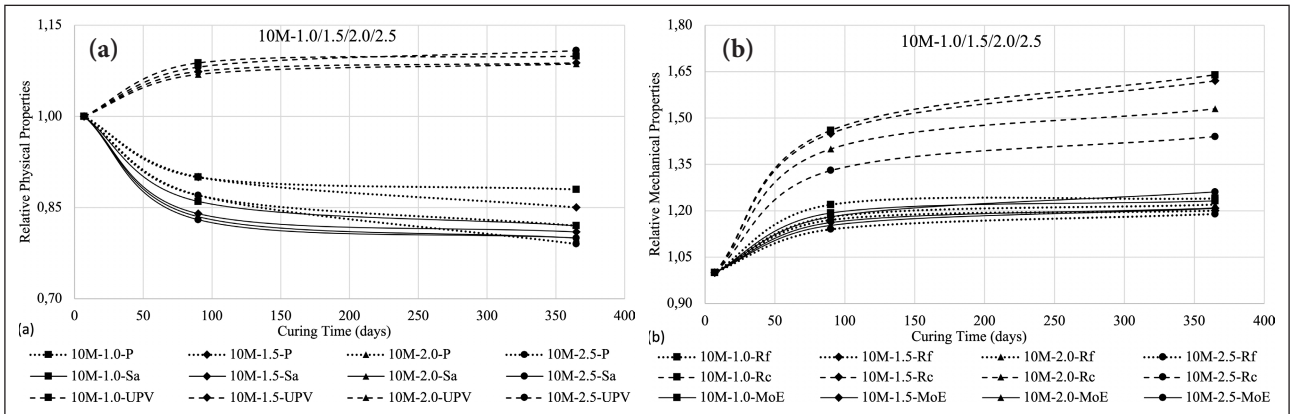 (a)
10M-1.0/1.5/2.0/2.5
Relative Physical Properties
1,15
1,00
0,85
0,70
0 50 100 150 200 250 300 350 400
Curing Time (days)
(a)
10M-1.0-P 10M-1.5-P 10M-2.0-P 10M-2.5-P
10M-1.0-Sa 10M-1.5-Sa 10M-2.0-Sa 10M-2.5-Sa
10M-1.0-UPV 10M-1.5-UPV 10M-2.0-UPV 10M-2.5-UPV
(b)
10M-1.0/1.5/2.0/2.5
Relative Mechanical Properties
1,80
1,65
1,50
1,35
1,20
1,05
0,90
0 50 100 150 200 250 300 350 400
Curing Time (days)
(b)
10M-1.0-Rf 10M-1.5-Rf 10M-2.0-Rf 10M-2.5-Rf
10M-1.0-Rc 10M-1.5-Rc 10M-2.0-Rc 10M-2.5-Rc
10M-1.0-MoE 10M-1.5-MoE 10M-2.0-MoE 10M-2.5-MoE